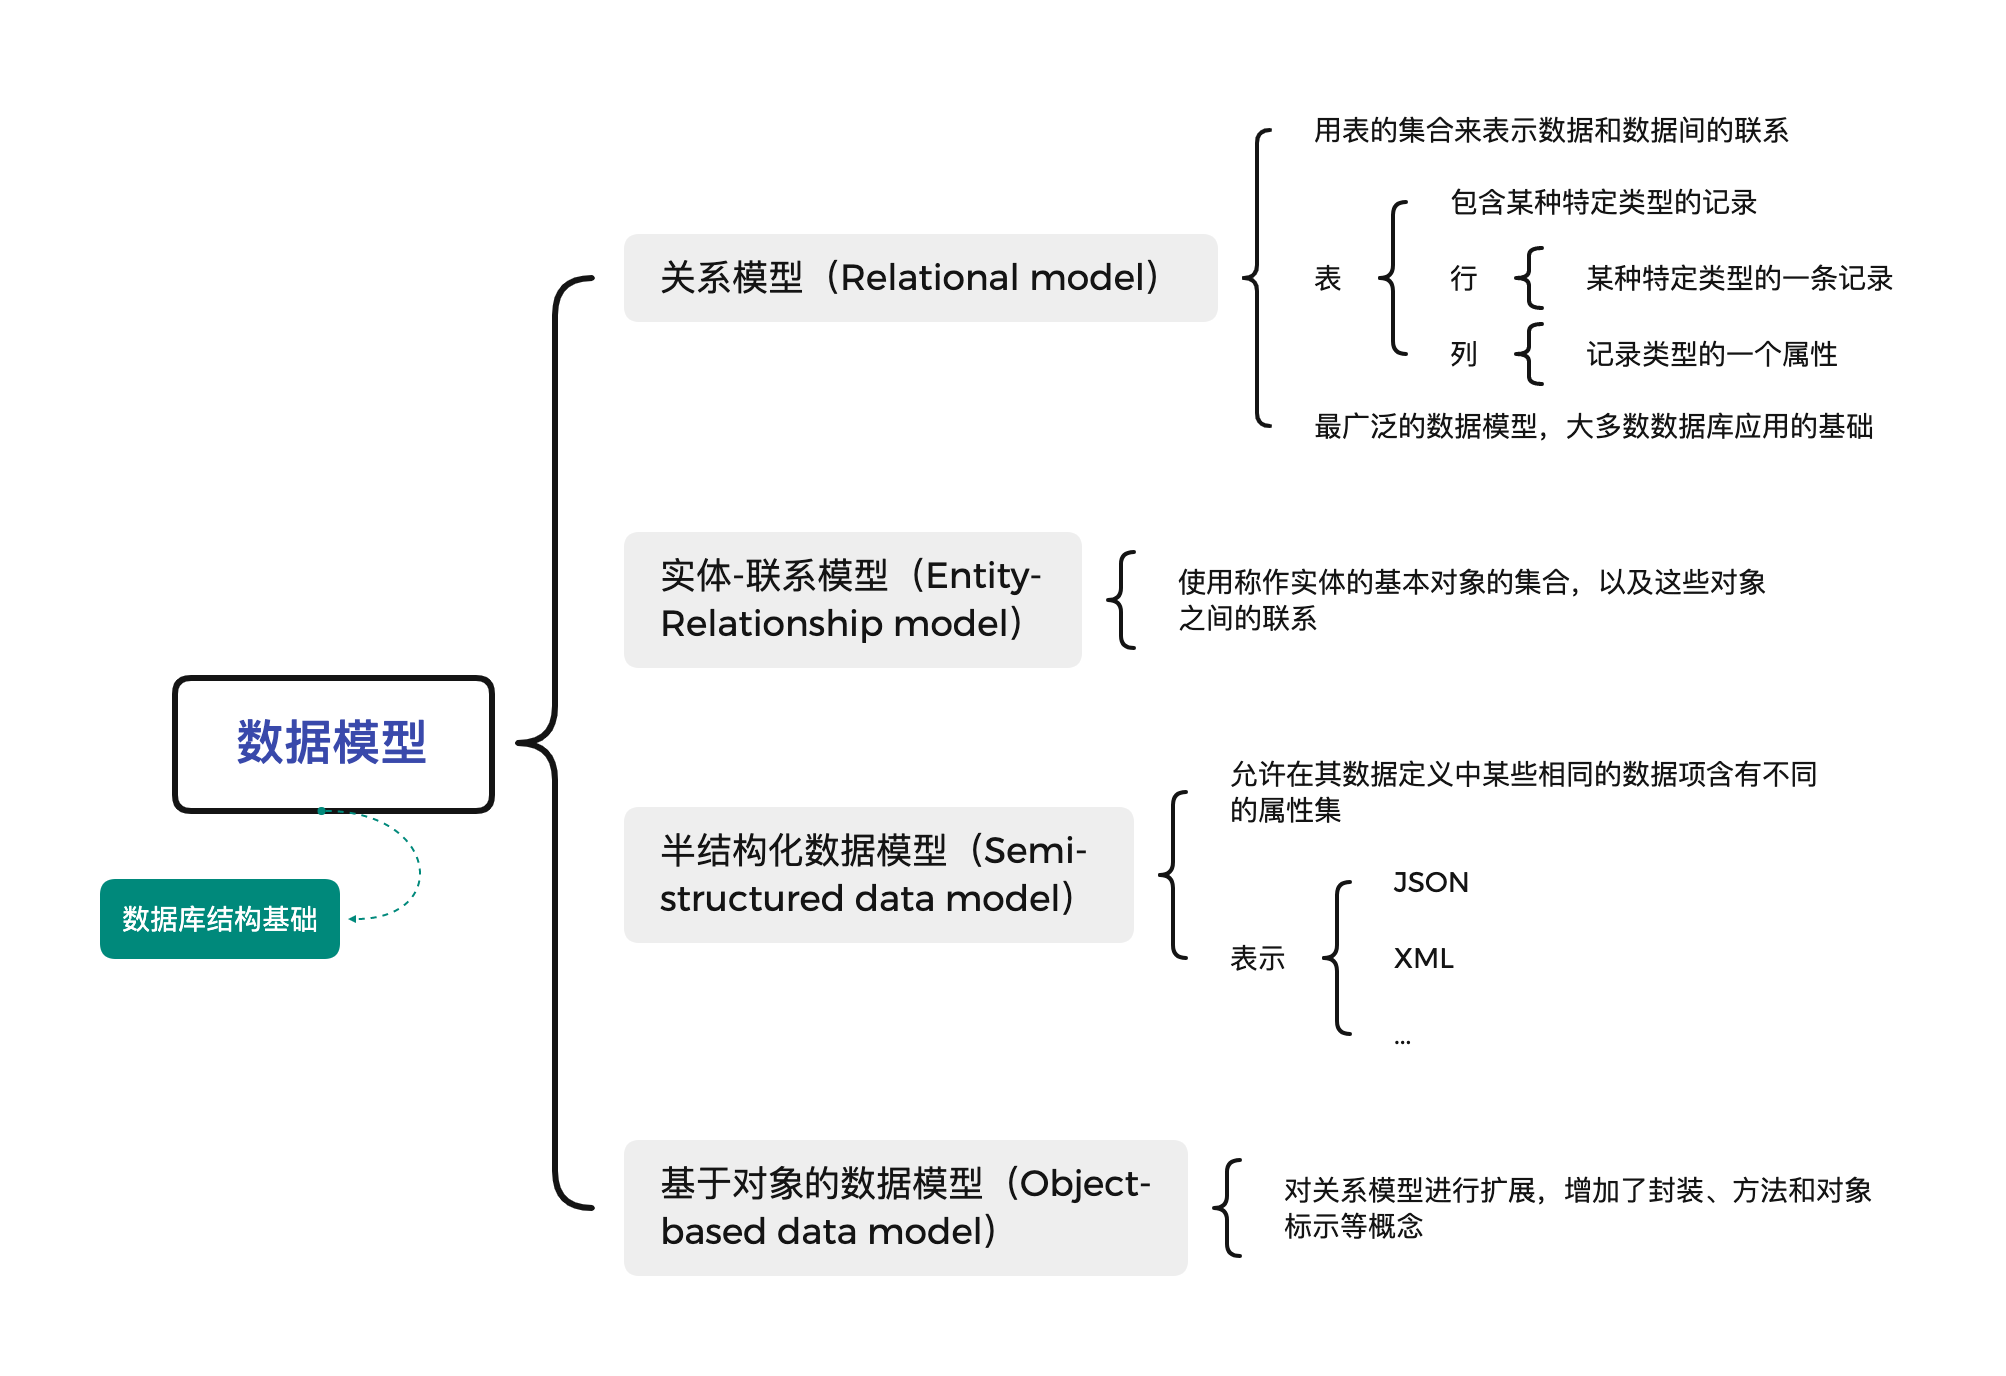 数据模型
数据库结构基础
关系模型（Relational model）
用表的集合来表示数据和数据间的联系
表
包含某种特定类型的记录
行
某种特定类型的一条记录
列
记录类型的一个属性
最广泛的数据模型，大多数数据库应用的基础
实体-联系模型（Entity-
Relationship model）
使用称作实体的基本对象的集合，以及这些对象
之间的联系
半结构化数据模型（Semi-
structured data model）
允许在其数据定义中某些相同的数据项含有不同
的属性集
表示
JSON
XML
...
基于对象的数据模型（Object-
based data model）
对关系模型进行扩展，增加了封装、方法和对象
标示等概念